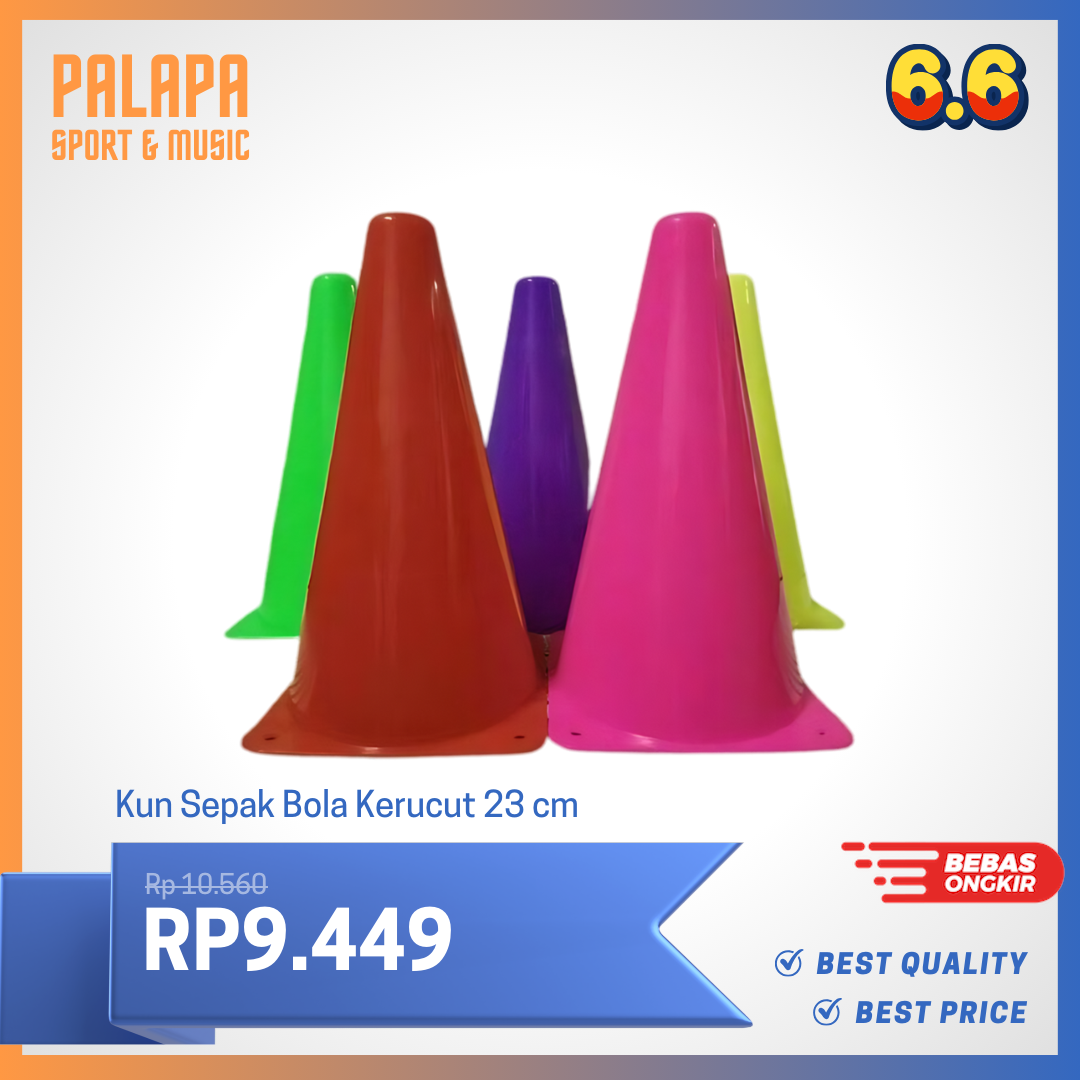 PALAPA
SPORT & MUSIC
6.6
Kun Sepak Bola Kerucut 23 cm
Rp 10.560
RP9.449
BEBAS
ONGKIR
BEST QUALITY
BEST PRICE